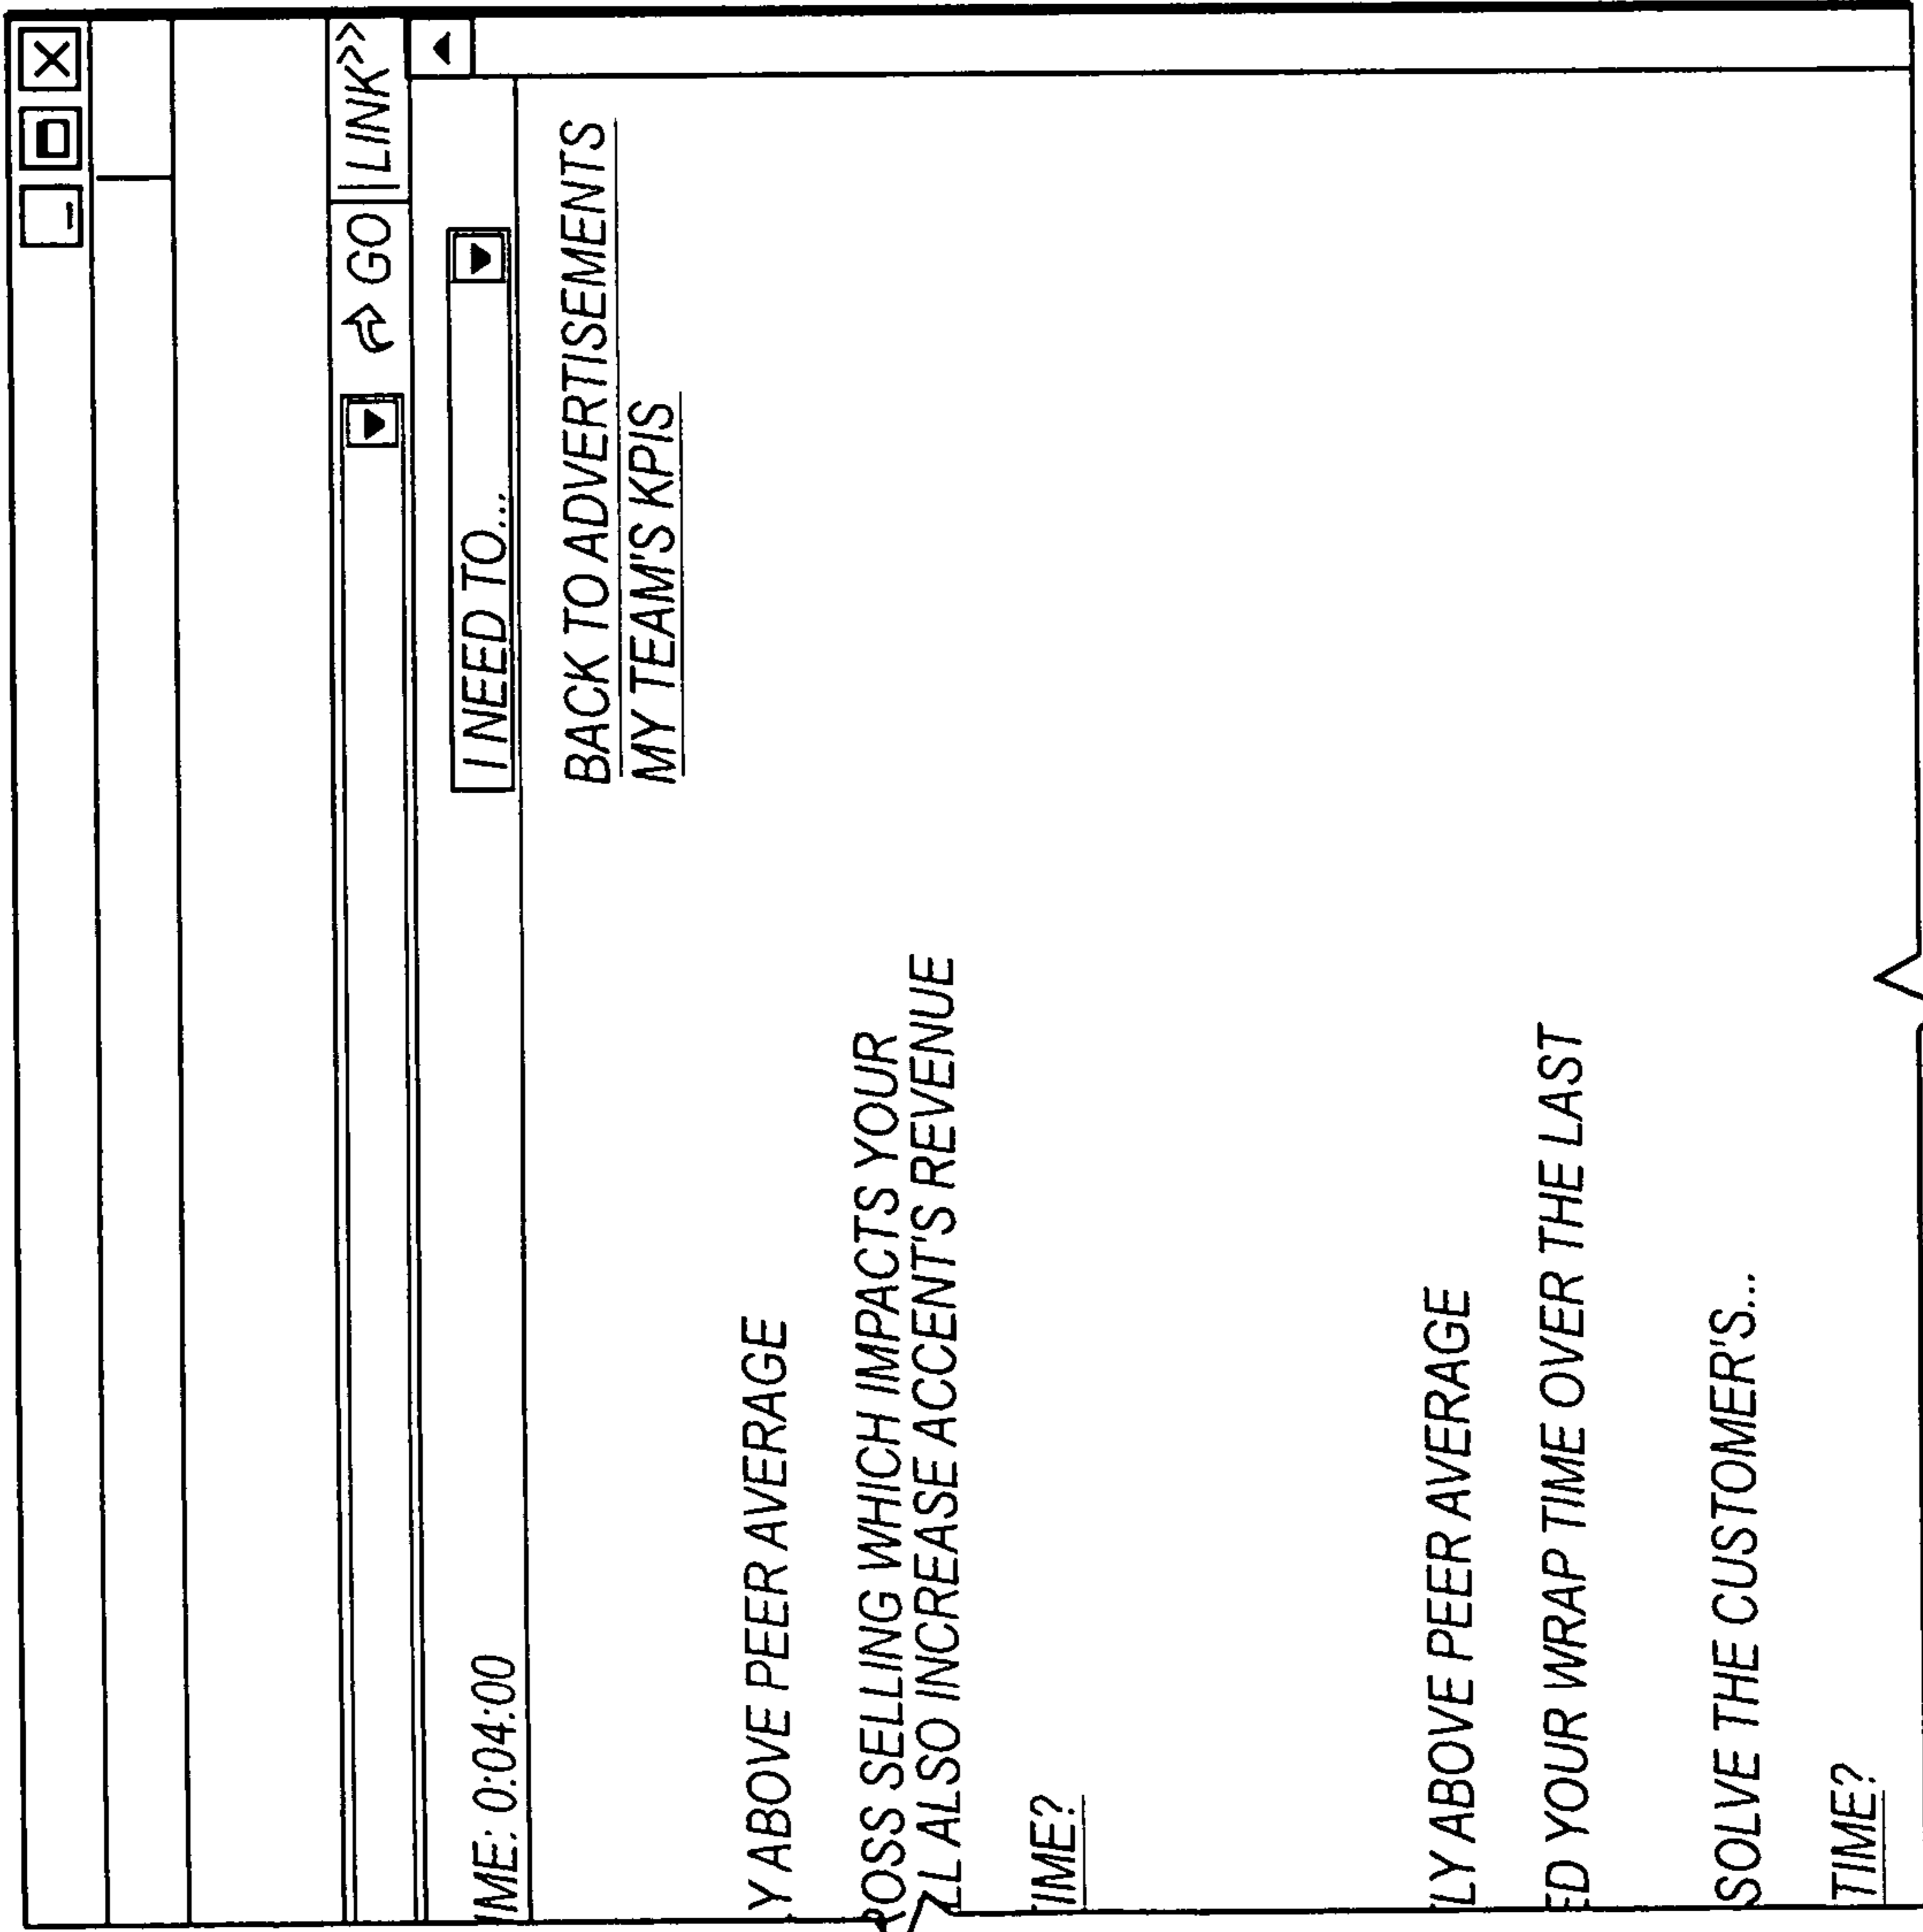 LINK>>
GO
IME: 0:04:00
I NEED TO...
BACK TO ADVERTISEMENTS
MY TEAM'S KPIS
Y ABOVE PEER AVERAGE
ROSS SELLING WHICH IMPACTS YOUR
LL ALSO INCREASE ACCENT'S REVENUE
IME?
LY ABOVE PEER AVERAGE
ED YOUR WRAP TIME OVER THE LAST
SOLVE THE CUSTOMER'S...
TIME?